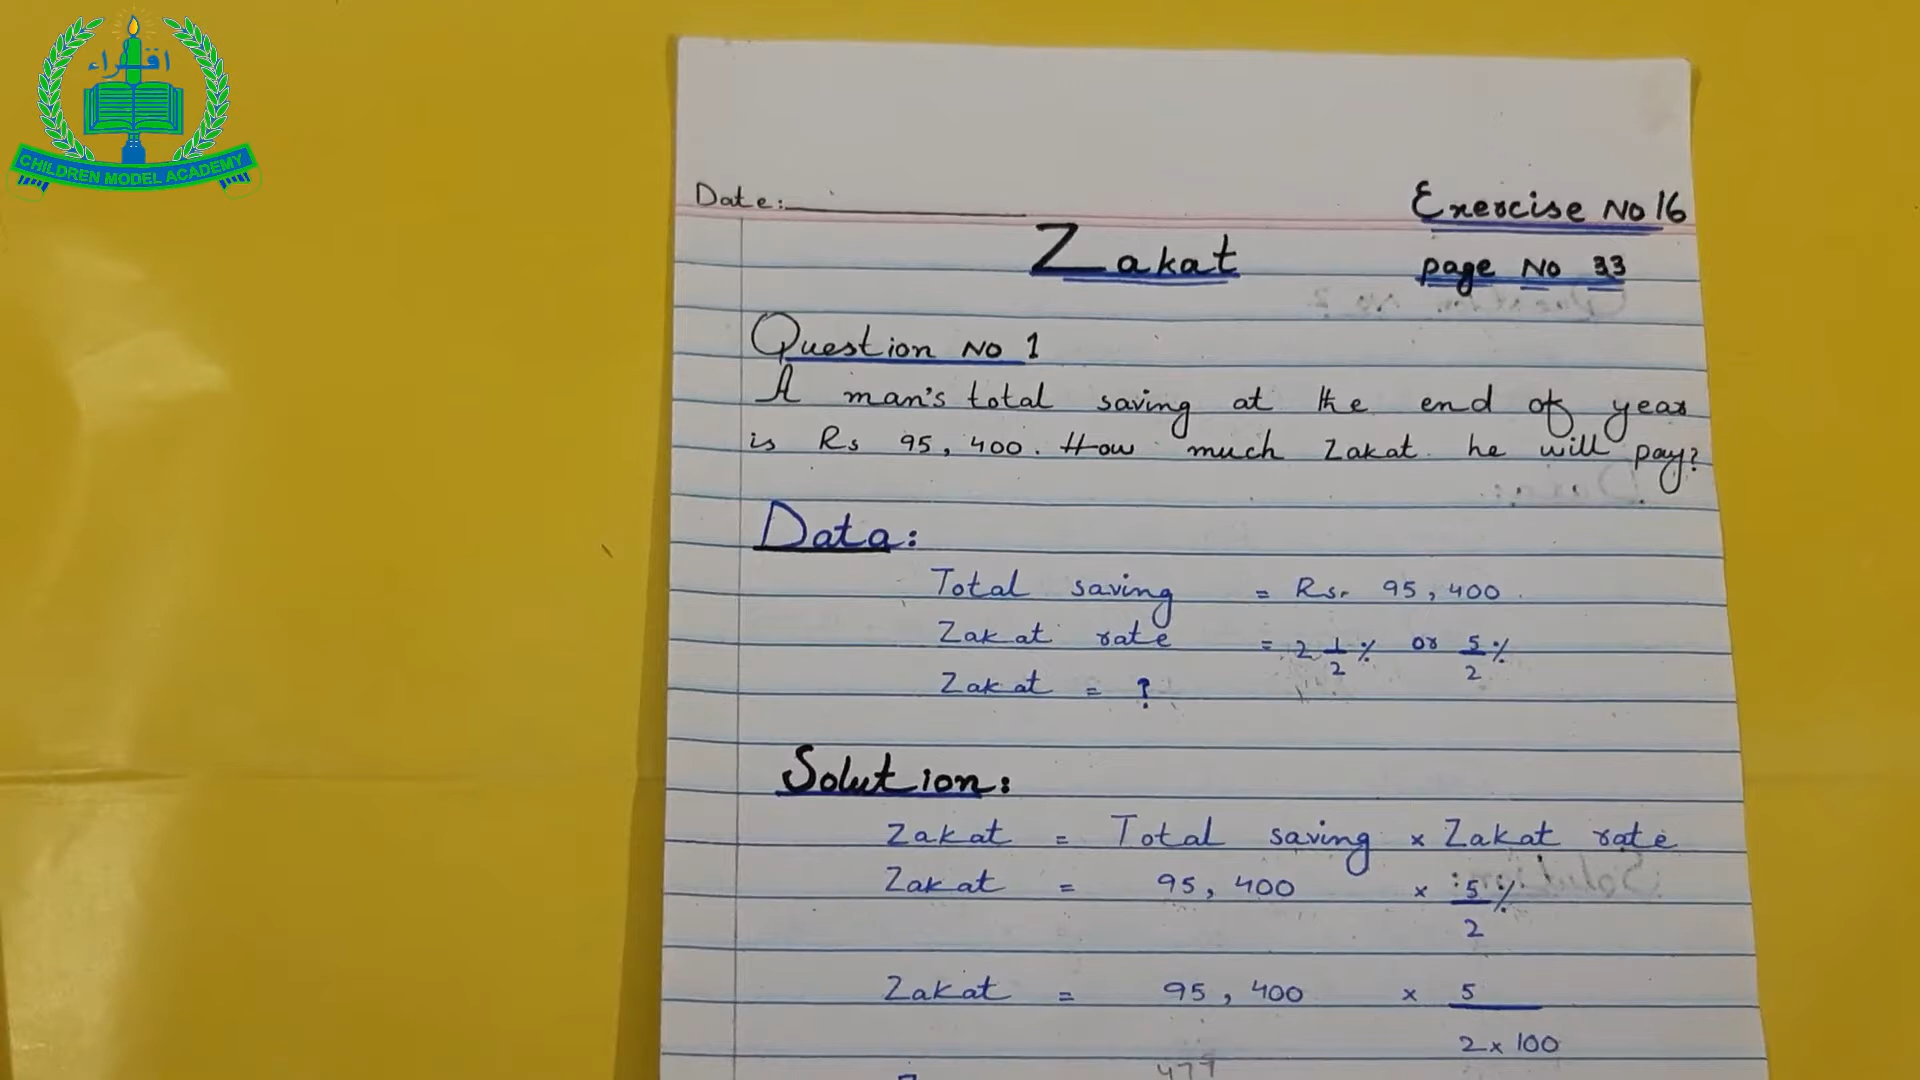 اقراء
CHILDREN MODEL ACADEMY
Date:
Exercise No 16
Zakat
page No 33
Question No 1
A man's total saving at the end of year
is Rs 95,400. How much Zakat he will pay?
Data:
Total saving = Rs. 95,400.
Zakat rate = 2 1/2 % or 5/2 %
Zakat = ?
Solution:
Zakat = Total saving × Zakat rate
Zakat = 95,400 × 5/2 %
Zakat = 95,400 × 5
2 × 100